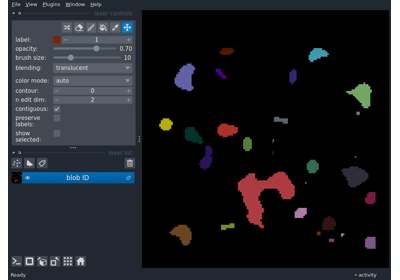 File View Plugins Window Help
layer controls
label: 1
opacity: 0.70
brush size: 10
blending: translucent
color mode: auto
contour: 0
n edit dim: 2
contiguous:
preserve
labels:
show
selected:
layer list
blob ID
Ready
activity